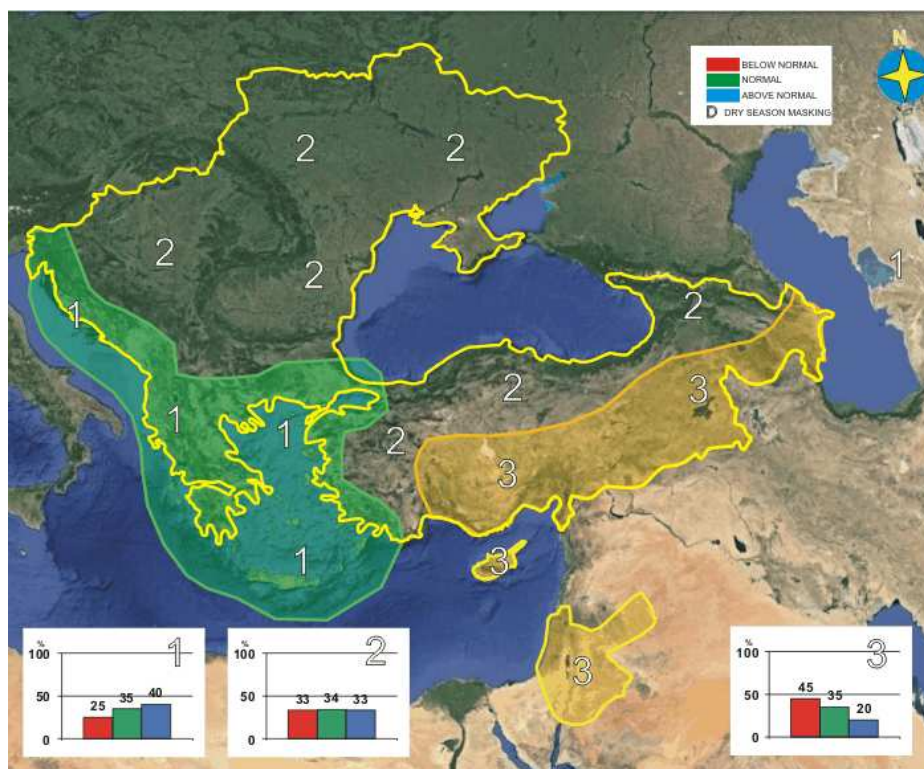 N
BELOW NORMAL
NORMAL
ABOVE NORMAL
D DRY SEASON MASKING
2 2
2 2 1
1 2
2 3
1 1 2
3
1 3
3
% 1
100
50
0
25 35 40
% 2
100
50
0
33 34 33
% 3
100
50
0
45 35 20